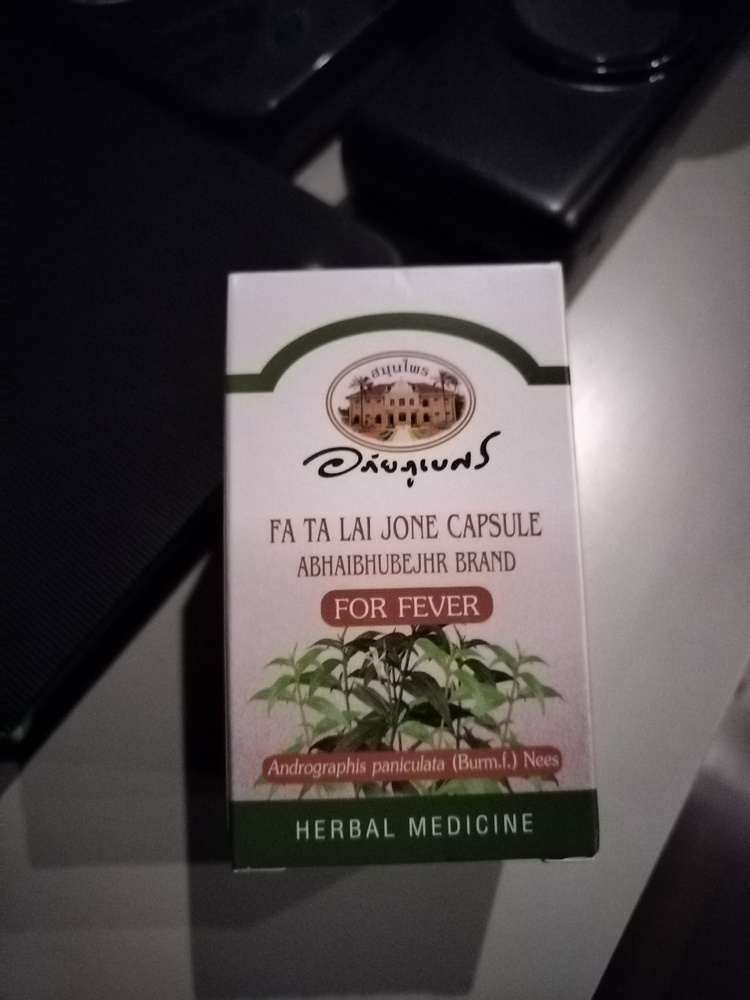 สมุนไพร
อภัยภูเบศร
FA TA LAI JONE CAPSULE
ABHAIBHUBEJHR BRAND
FOR FEVER
Andrographis paniculata (Burm.f.) Nees
HERBAL MEDICINE